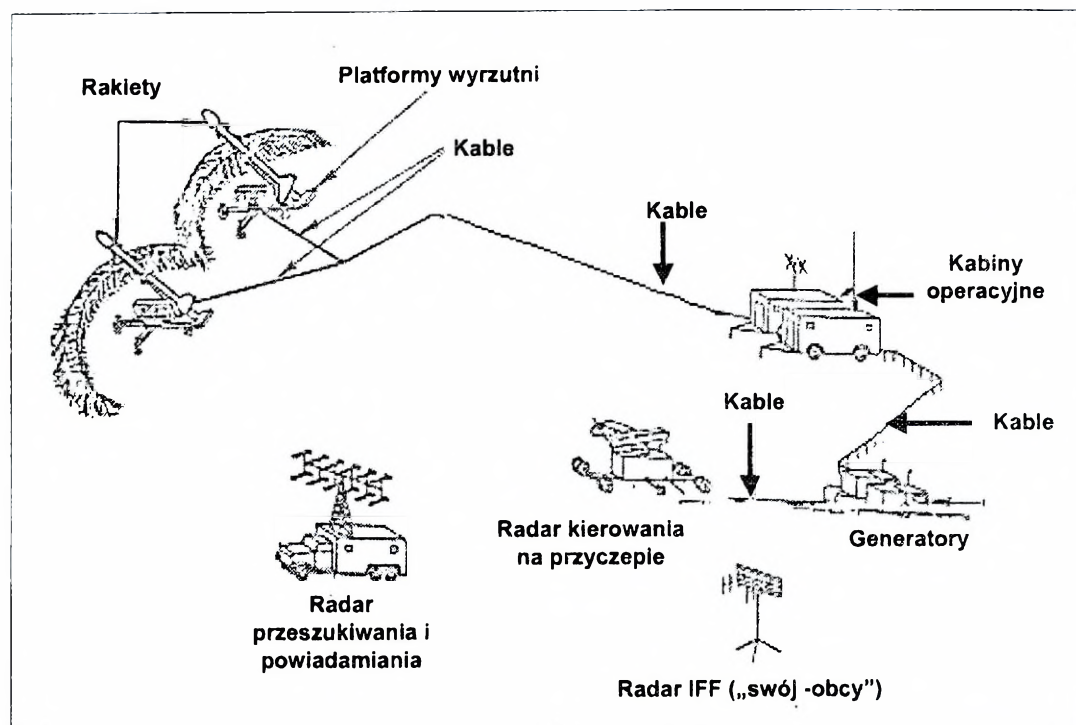 Platformy wyrzutni
Rakiety
Kable
Kable
Kabiny
operacyjne
Kable
Kable
Radar kierowania
na przyczepie
Generatory
Radar
przeszukiwania i
powiadamiania
Radar IFF („swój -obcy”)